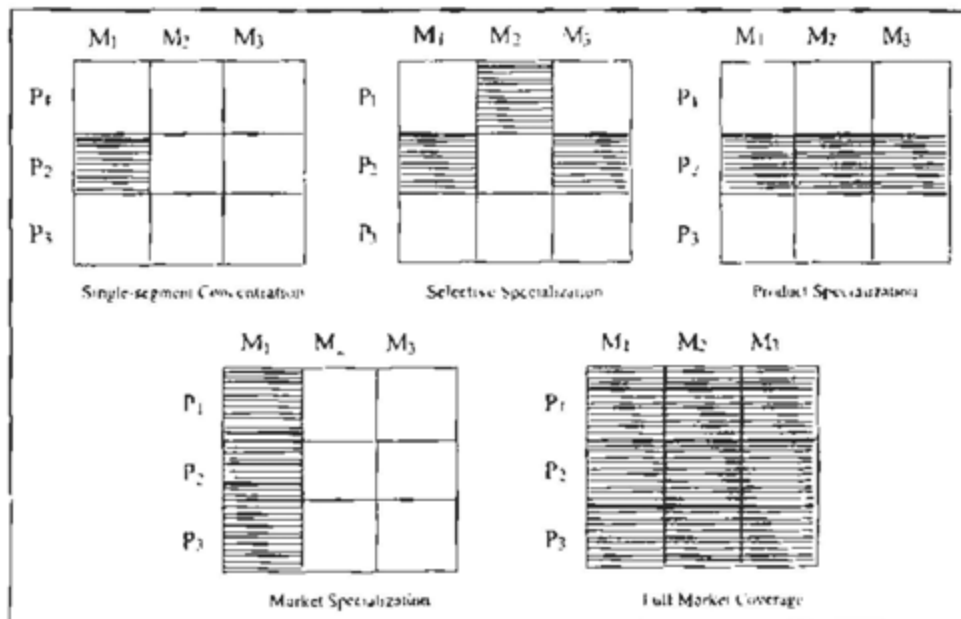 M₁ M₂ M₃
P₁
P₂
P₃
Single-segment Concentration
M₁ M₂ M₃
P₁
P₂
P₃
Selective Specialization
M₁ M₂ M₃
P₁
P₂
P₃
Product Specialization
M₁ M M₃
P₁
P₂
P₃
Market Specialization
M₁ M₂ M₃
P₁
P₂
P₃
Full Market Coverage